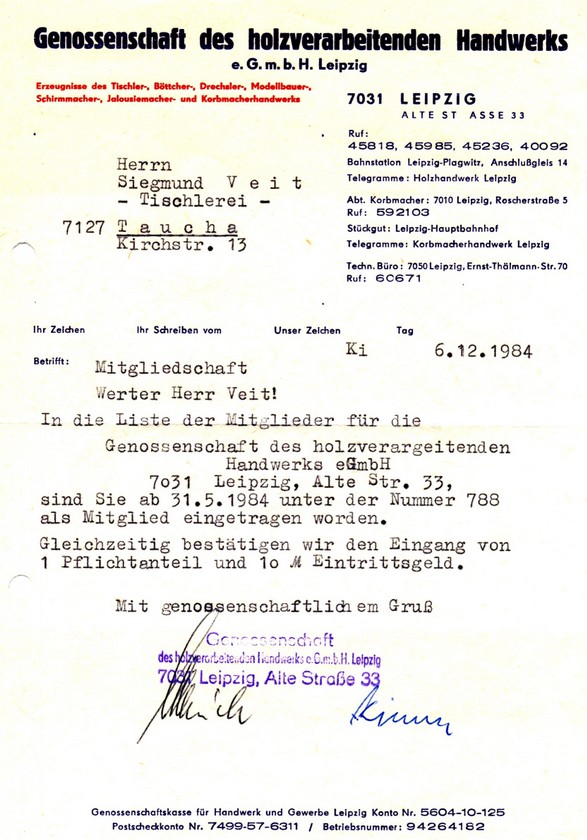 Genossenschaft des holzverarbeitenden Handwerks
e. G. m. b. H. Leipzig
Erzeugnisse des Tischler-, Böttcher-, Drechsler-, Modellbauer-,
Schirmmacher-, Jalousiemacher- und Korbmacherhandwerks
7031 LEIPZIG
ALTE ST ASSE 33
Ruf:
45818, 45985, 45236, 40092
Bahnstation Leipzig-Plagwitz, Anschlußgleis 14
Telegramme: Holzhandwerk Leipzig
Abt. Korbmacher: 7010 Leipzig, Roscherstraße 5
Ruf: 592103
Stückgut: Leipzig-Hauptbahnhof
Telegramme: Korbmacherhandwerk Leipzig
Techn. Büro: 7050 Leipzig, Ernst-Thälmann-Str. 70
Ruf: 60671
Herrn
Siegmund V e i t
- Tischlerei -
7127 T a u c h a
Kirchstr. 13
Ihr Zeichen Ihr Schreiben vom Unser Zeichen Tag
Ki 6.12.1984
Betrifft: Mitgliedschaft
Werter Herr Veit!
In die Liste der Mitglieder für die
Genossenschaft des holzverargeitenden
Handwerks eGmbH
7o31 Leipzig, Alte Str. 33,
sind Sie ab 31.5.1984 unter der Nummer 788
als Mitglied eingetragen worden.
Gleichzeitig bestätigen wir den Eingang von
1 Pflichtanteil und 1o M Eintrittsgeld.
Mit genossenschaftlich em Gruß
Genossenschaft
des holzverarbeitenden Handwerks e.G.m.b.H. Leipzig
7031 Leipzig, Alte Straße 33
Genossenschaftskasse für Handwerk und Gewerbe Leipzig Konto Nr. 5604-10-125
Postscheckkonto Nr. 7499-57-6311 / Betriebsnummer: 94264182